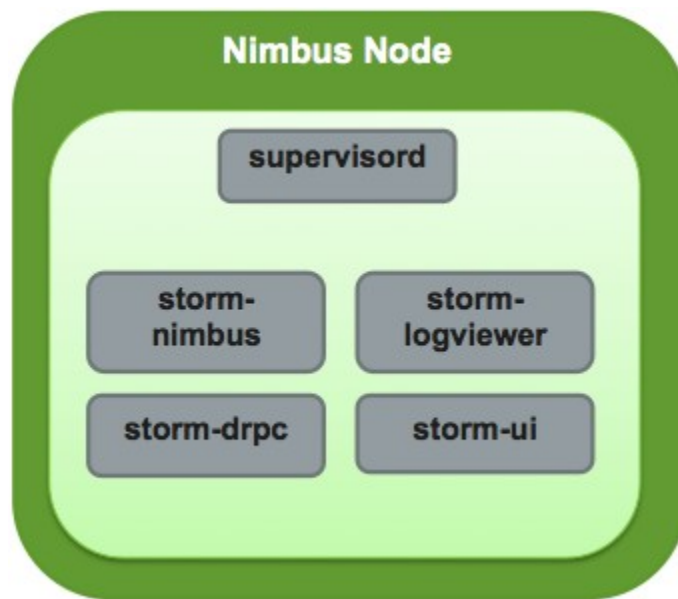 Nimbus Node
supervisord
storm-
nimbus
storm-
logviewer
storm-drpc
storm-ui